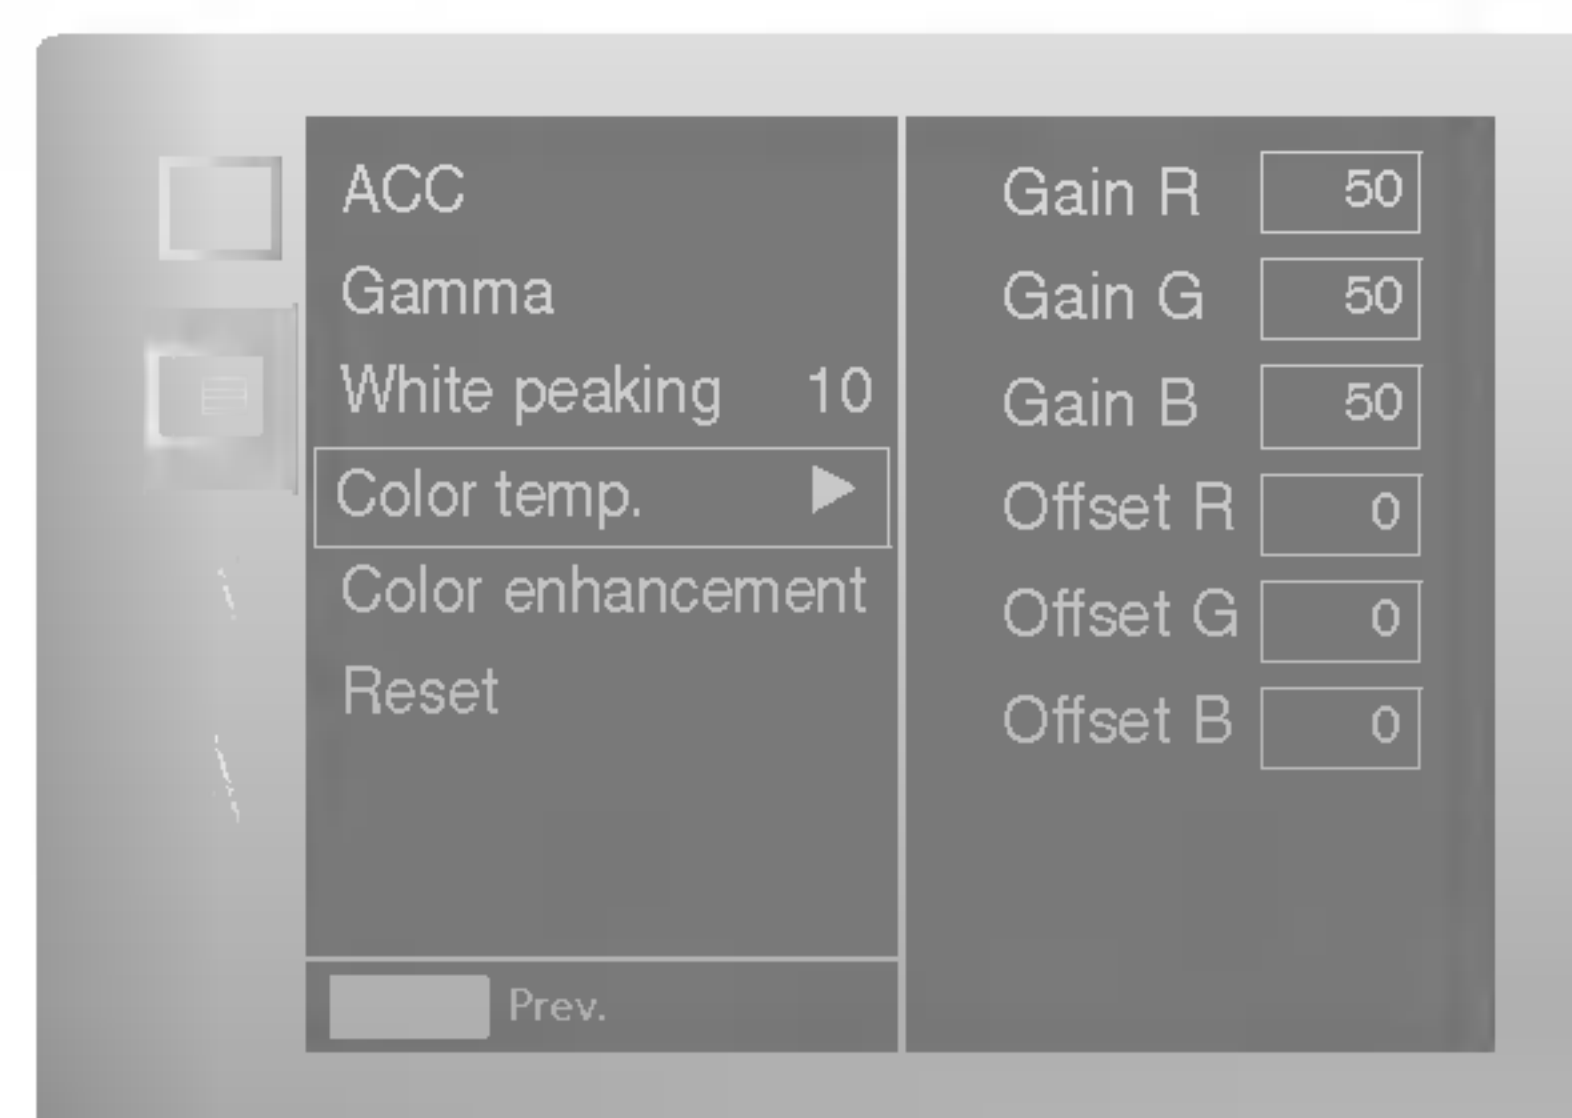 ACC
Gamma
White peaking 10
Color temp.
Color enhancement
Reset
Prev.
Gain R 50
Gain G 50
Gain B 50
Offset R 0
Offset G 0
Offset B 0